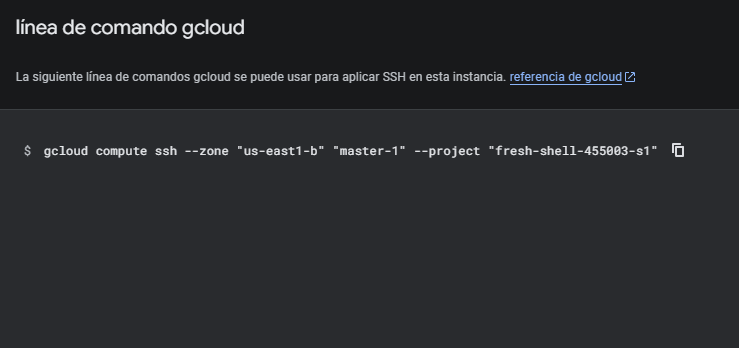 línea de comando gcloud
La siguiente línea de comandos gcloud se puede usar para aplicar SSH en esta instancia. referencia de gcloud
$ gcloud compute ssh --zone "us-east1-b" "master-1" --project "fresh-shell-455003-s1"